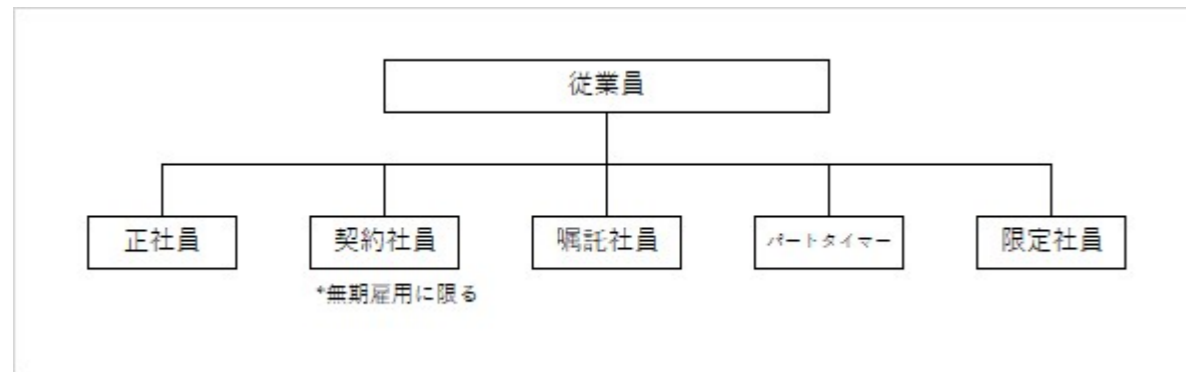 従業員
正社員
契約社員
嘱託社員
パートタイマー
限定社員
*無期雇用に限る